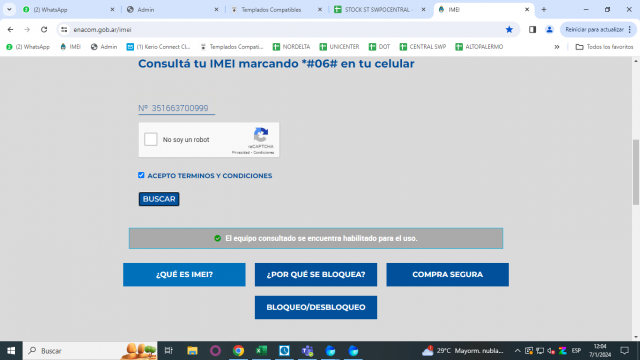 (2) WhatsApp
Admin
Templados Compatibles
STOCK ST SWPOCENTRAL -
IMEI
enacom.gob.ar/imei
Reiniciar para actualizar
(2) WhatsApp
IMEI
Admin
(1) Kerio Connect Cl...
Templados Compati...
NORDELTA
UNICENTER
DOT
CENTRAL SWP
ALTOPALERMO
»
Todos los favoritos
Consultá tu IMEI marcando *#06# en tu celular
Nº 351663700999
No soy un robot
reCAPTCHA
Privacidad - Condiciones
ACEPTO TERMINOS Y CONDICIONES
BUSCAR
El equipo consultado se encuentra habilitado para el uso.
¿QUÉ ES IMEI?
¿POR QUÉ SE BLOQUEA?
COMPRA SEGURA
BLOQUEO/DESBLOQUEO
Buscar
29°C Mayorm. nubla...
ESP
12:04
7/1/2024